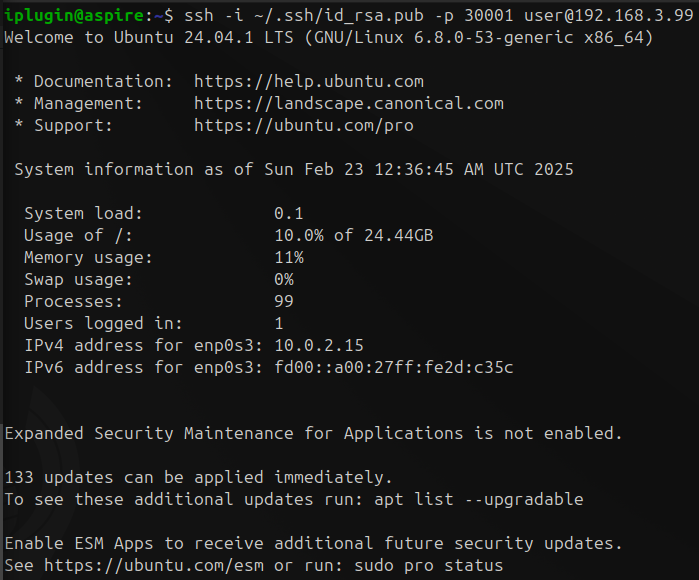 iplugin@aspire:~$ ssh -i ~/.ssh/id_rsa.pub -p 30001 user@192.168.3.99
Welcome to Ubuntu 24.04.1 LTS (GNU/Linux 6.8.0-53-generic x86_64)

 * Documentation:  https://help.ubuntu.com
 * Management:     https://landscape.canonical.com
 * Support:        https://ubuntu.com/pro

 System information as of Sun Feb 23 12:36:45 AM UTC 2025

  System load:             0.1
  Usage of /:              10.0% of 24.44GB
  Memory usage:            11%
  Swap usage:              0%
  Processes:               99
  Users logged in:         1
  IPv4 address for enp0s3: 10.0.2.15
  IPv6 address for enp0s3: fd00::a00:27ff:fe2d:c35c

Expanded Security Maintenance for Applications is not enabled.

133 updates can be applied immediately.
To see these additional updates run: apt list --upgradable

Enable ESM Apps to receive additional future security updates.
See https://ubuntu.com/esm or run: sudo pro status